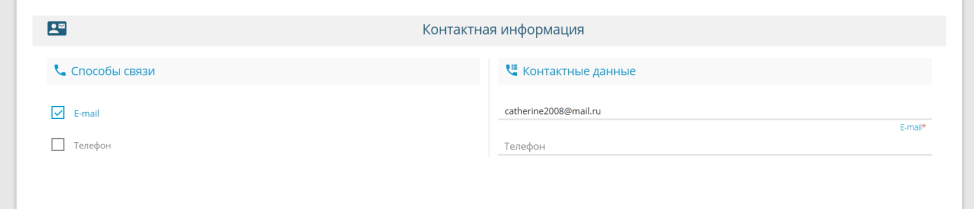 Контактная информация
Способы связи
E-mail
Телефон
Контактные данные
catherine2008@mail.ru
E-mail*
Телефон